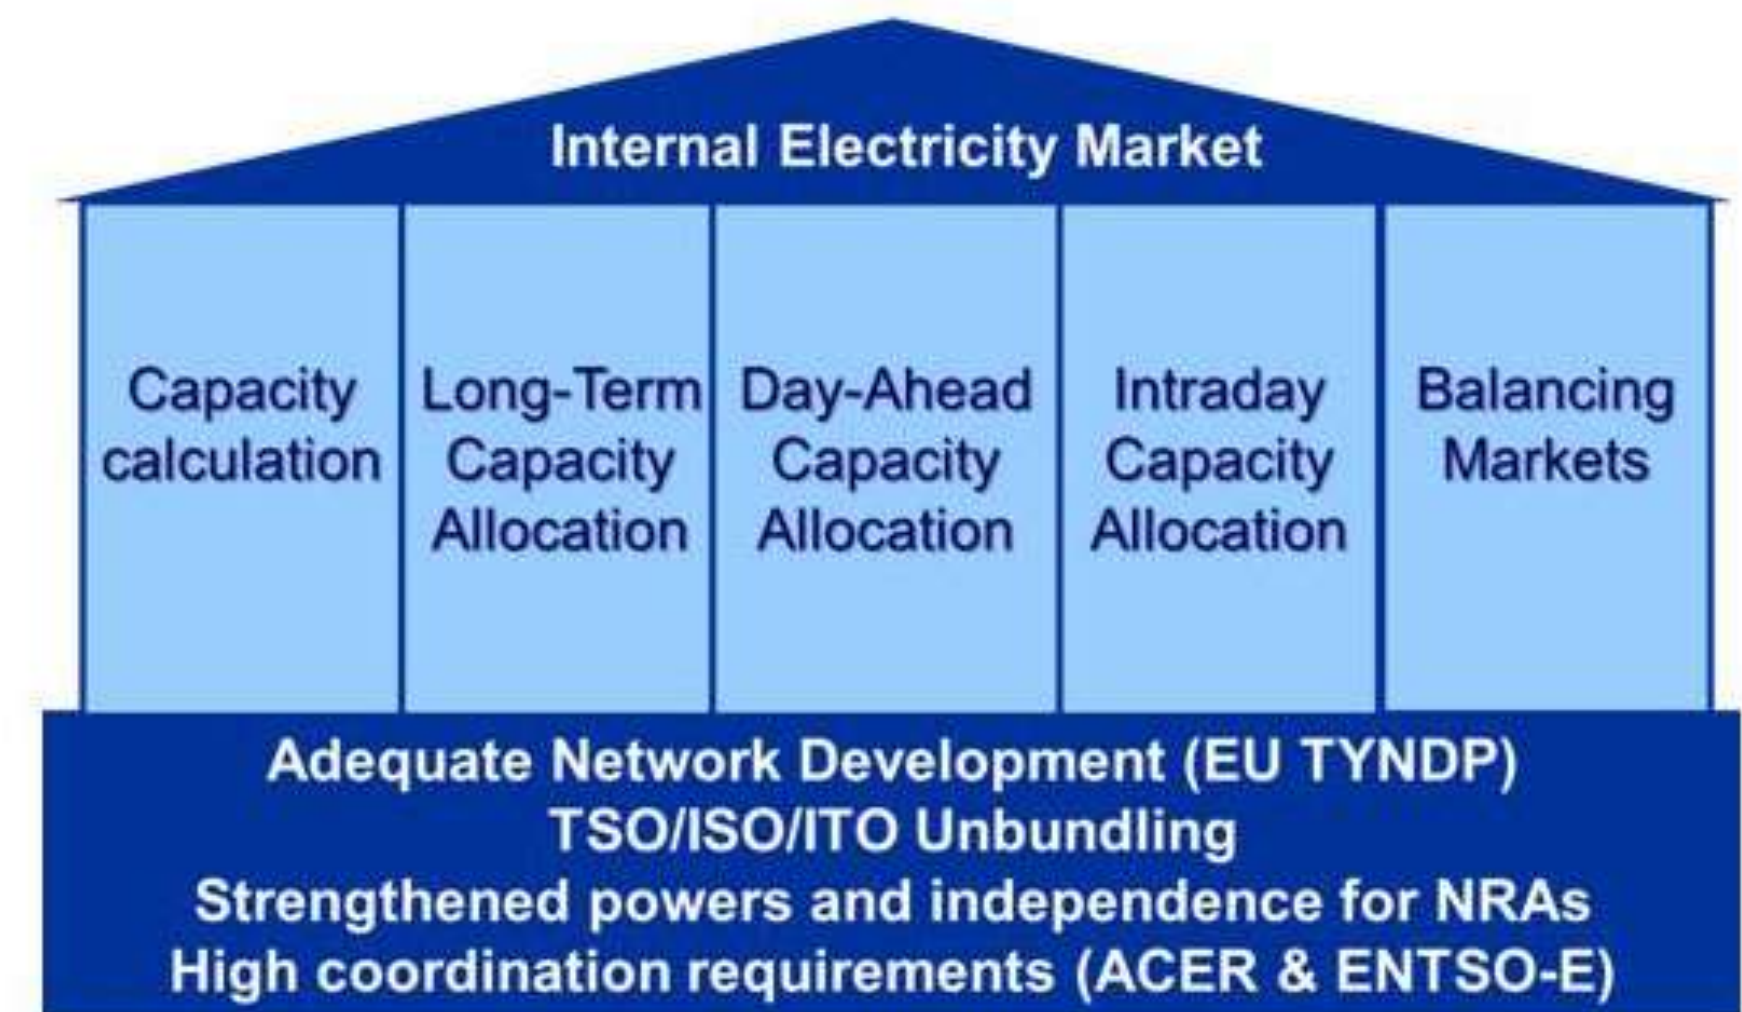 Internal Electricity Market
Capacity
calculation
Long-Term
Capacity
Allocation
Day-Ahead
Capacity
Allocation
Intraday
Capacity
Allocation
Balancing
Markets
Adequate Network Development (EU TYNDP)
TSO/ISO/ITO Unbundling
Strengthened powers and independence for NRAs
High coordination requirements (ACER & ENTSO-E)